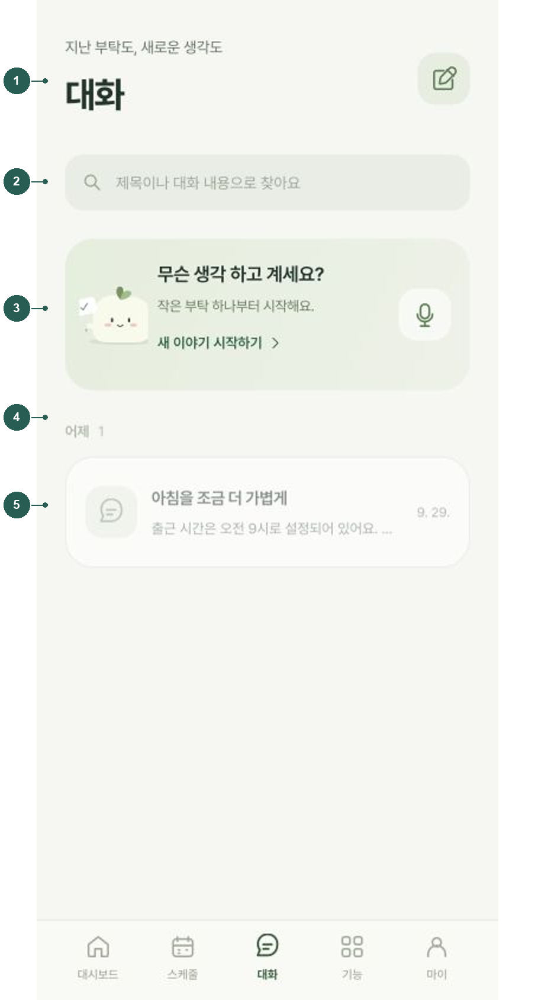 지난 부탁도, 새로운 생각도
1
대화
2
제목이나 대화 내용으로 찾아요
무슨 생각 하고 계세요?
3
작은 부탁 하나부터 시작해요.
새 이야기 시작하기
4
어제 1
아침을 조금 더 가볍게
5
9. 29.
출근 시간은 오전 9시로 설정되어 있어요. ...
대시보드
스케줄
대화
기능
마이